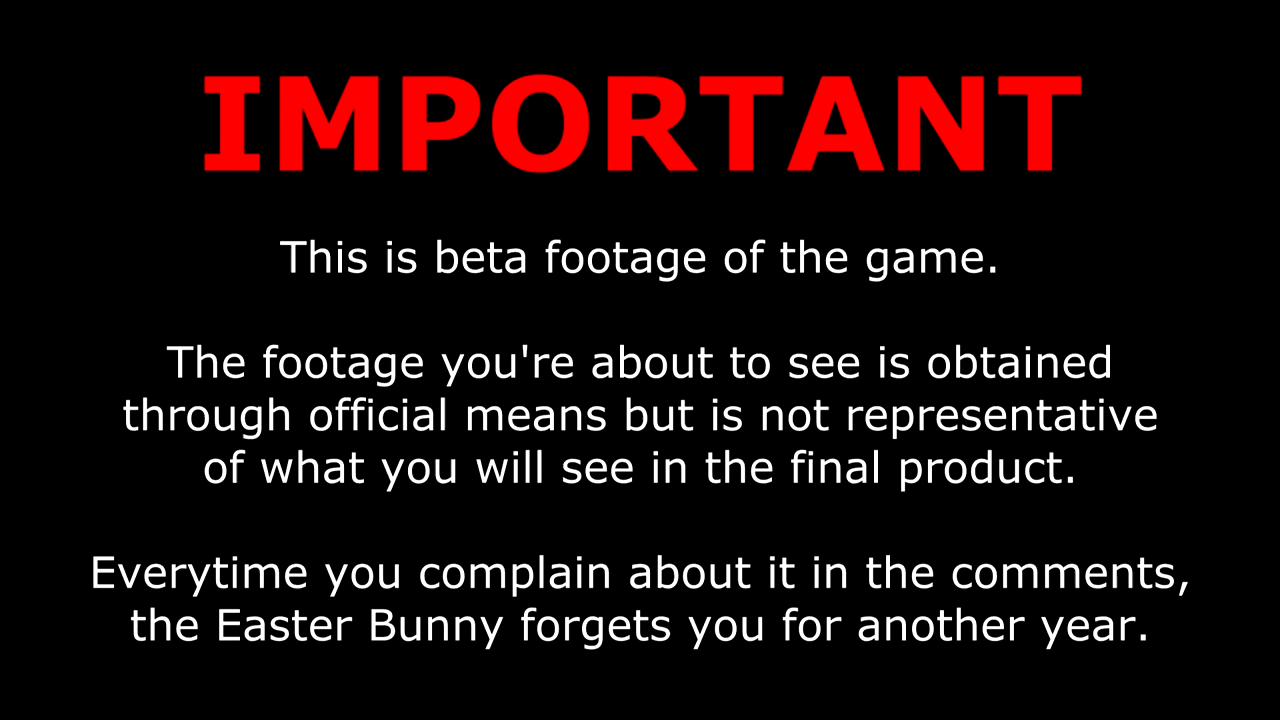 IMPORTANT
This is beta footage of the game.
The footage you're about to see is obtained
through official means but is not representative
of what you will see in the final product.
Everytime you complain about it in the comments,
the Easter Bunny forgets you for another year.